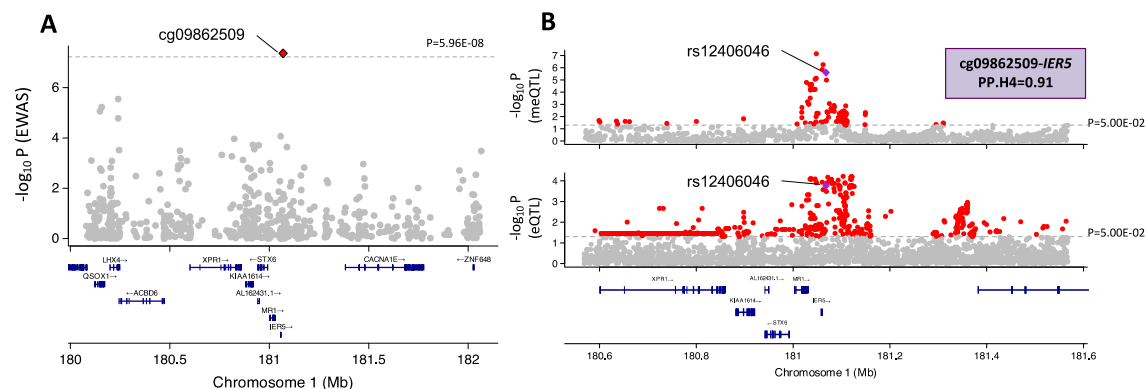 A
cg09862509
P=5.96E-08
-log10 P (EWAS)
6
4
2
0
LHX4→
XPR1→
←STX6
CACNA1E→
←ZNF648
QSOX1→
KIAA1614→
←ACBD6
AL162431.1→
MR1→
IER5→
180
180.5
181
181.5
182
Chromosome 1 (Mb)
B
rs12406046
cg09862509-IER5
PP.H4=0.91
-log10 P
(meQTL)
7
6
5
4
3
2
1
0
P=5.00E-02
rs12406046
-log10 P
(eQTL)
4
3
2
1
0
P=5.00E-02
XPR1→
AL162431.1→
MR1→
KIAA1614→
IER5→
←STX6
180.6
180.8
181
181.2
181.4
181.6
Chromosome 1 (Mb)